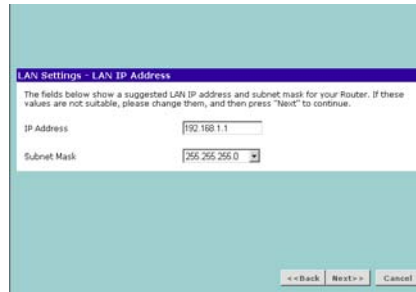 LAN Settings - LAN IP Address
The fields below show a suggested LAN IP address and subnet mask for your Router. If these
values are not suitable, please change them, and then press "Next" to continue.
IP Address
192.168.1.1
Subnet Mask
255.255.255.0
<<Back
Next>>
Cancel